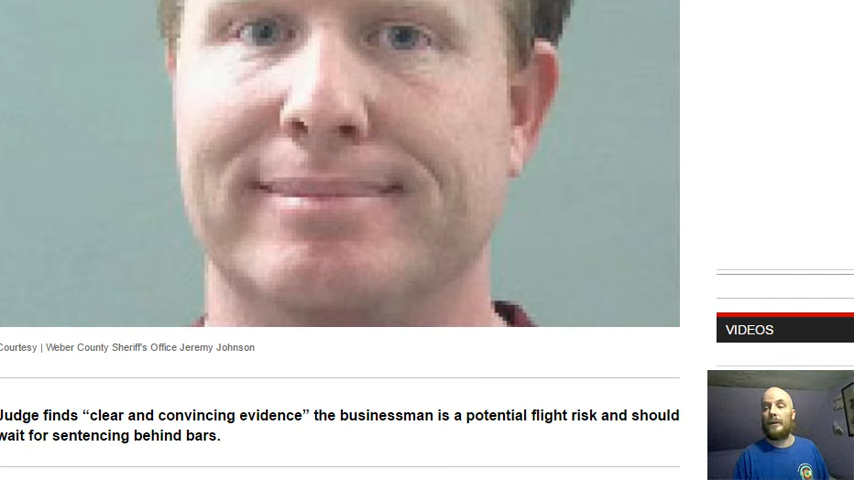 Courtesy | Weber County Sheriff's Office Jeremy Johnson
VIDEOS
Judge finds “clear and convincing evidence” the businessman is a potential flight risk and should
wait for sentencing behind bars.